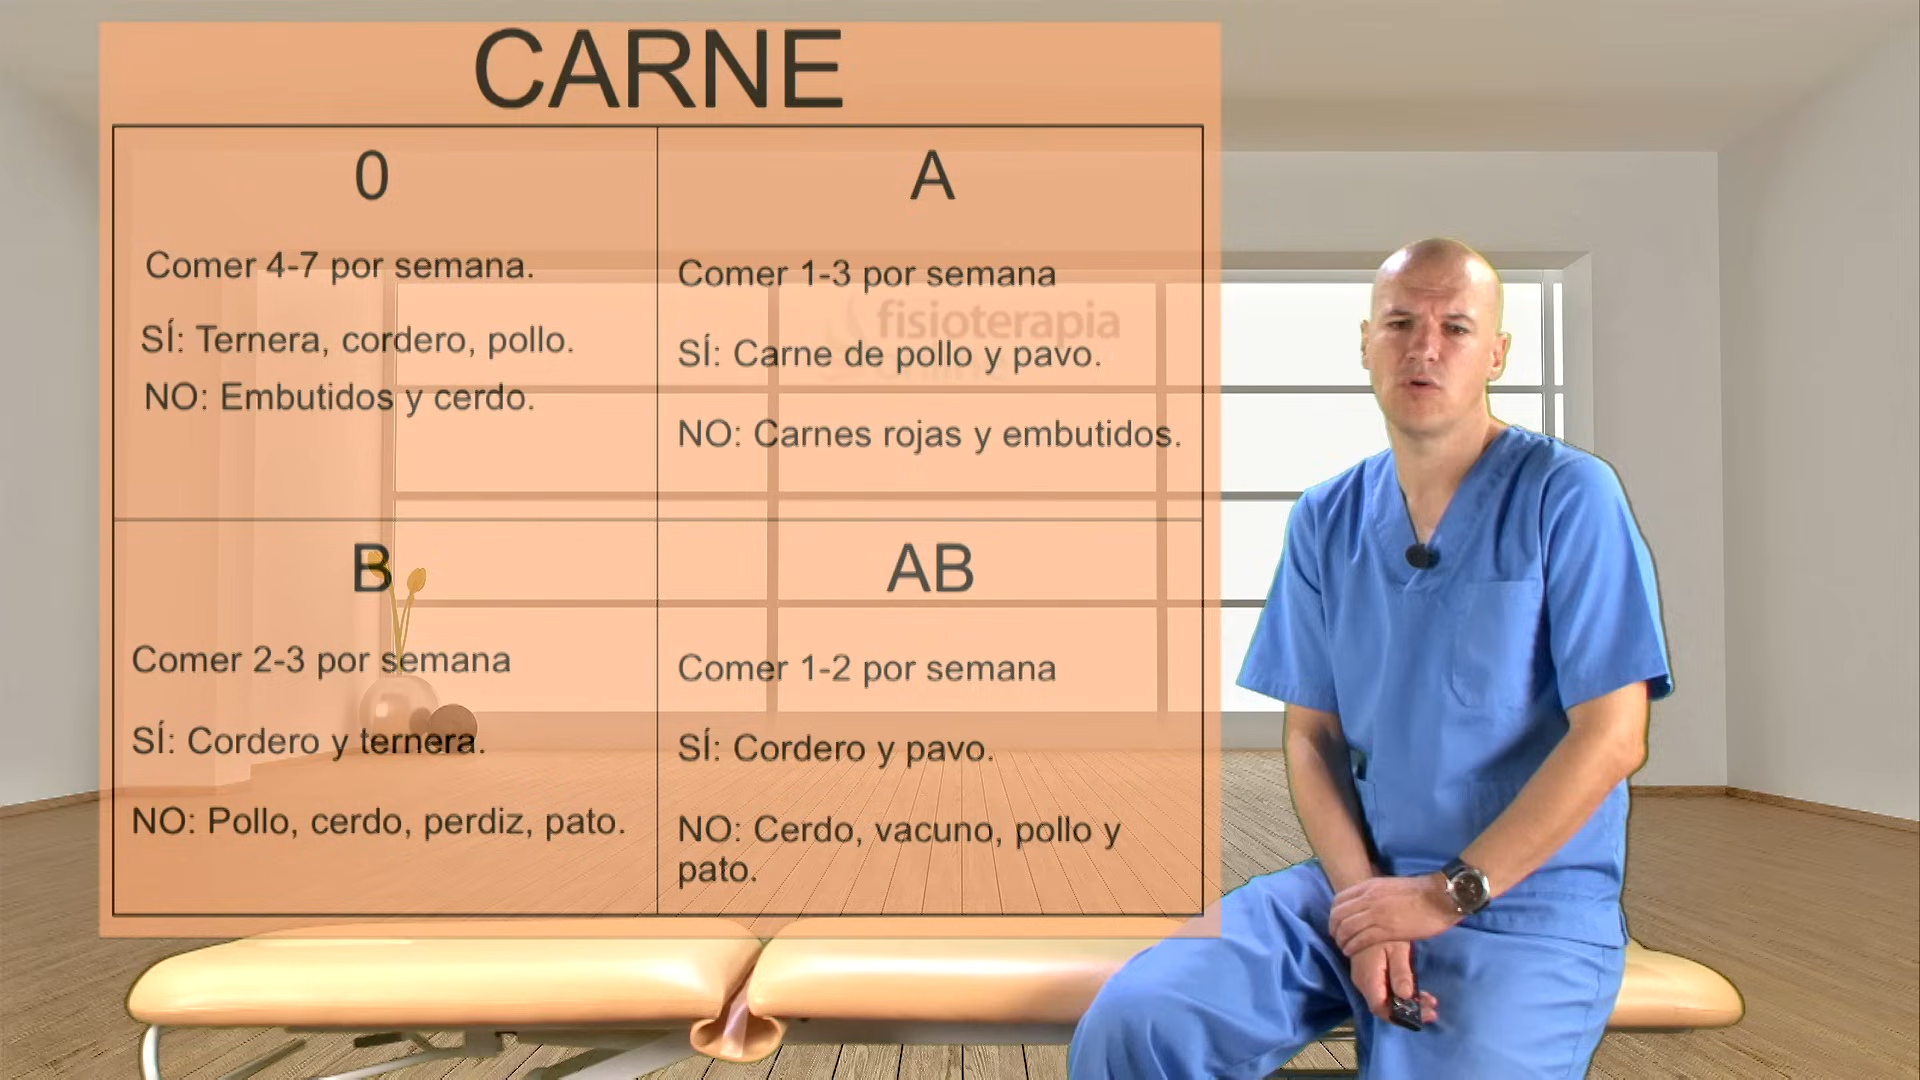 CARNE
0
Comer 4-7 por semana.
SÍ: Ternera, cordero, pollo.
NO: Embutidos y cerdo.
A
Comer 1-3 por semana
fisioterapia
SÍ: Carne de pollo y pavo.
NO: Carnes rojas y embutidos.
B
Comer 2-3 por semana
SÍ: Cordero y ternera.
NO: Pollo, cerdo, perdiz, pato.
AB
Comer 1-2 por semana
SÍ: Cordero y pavo.
NO: Cerdo, vacuno, pollo y
pato.